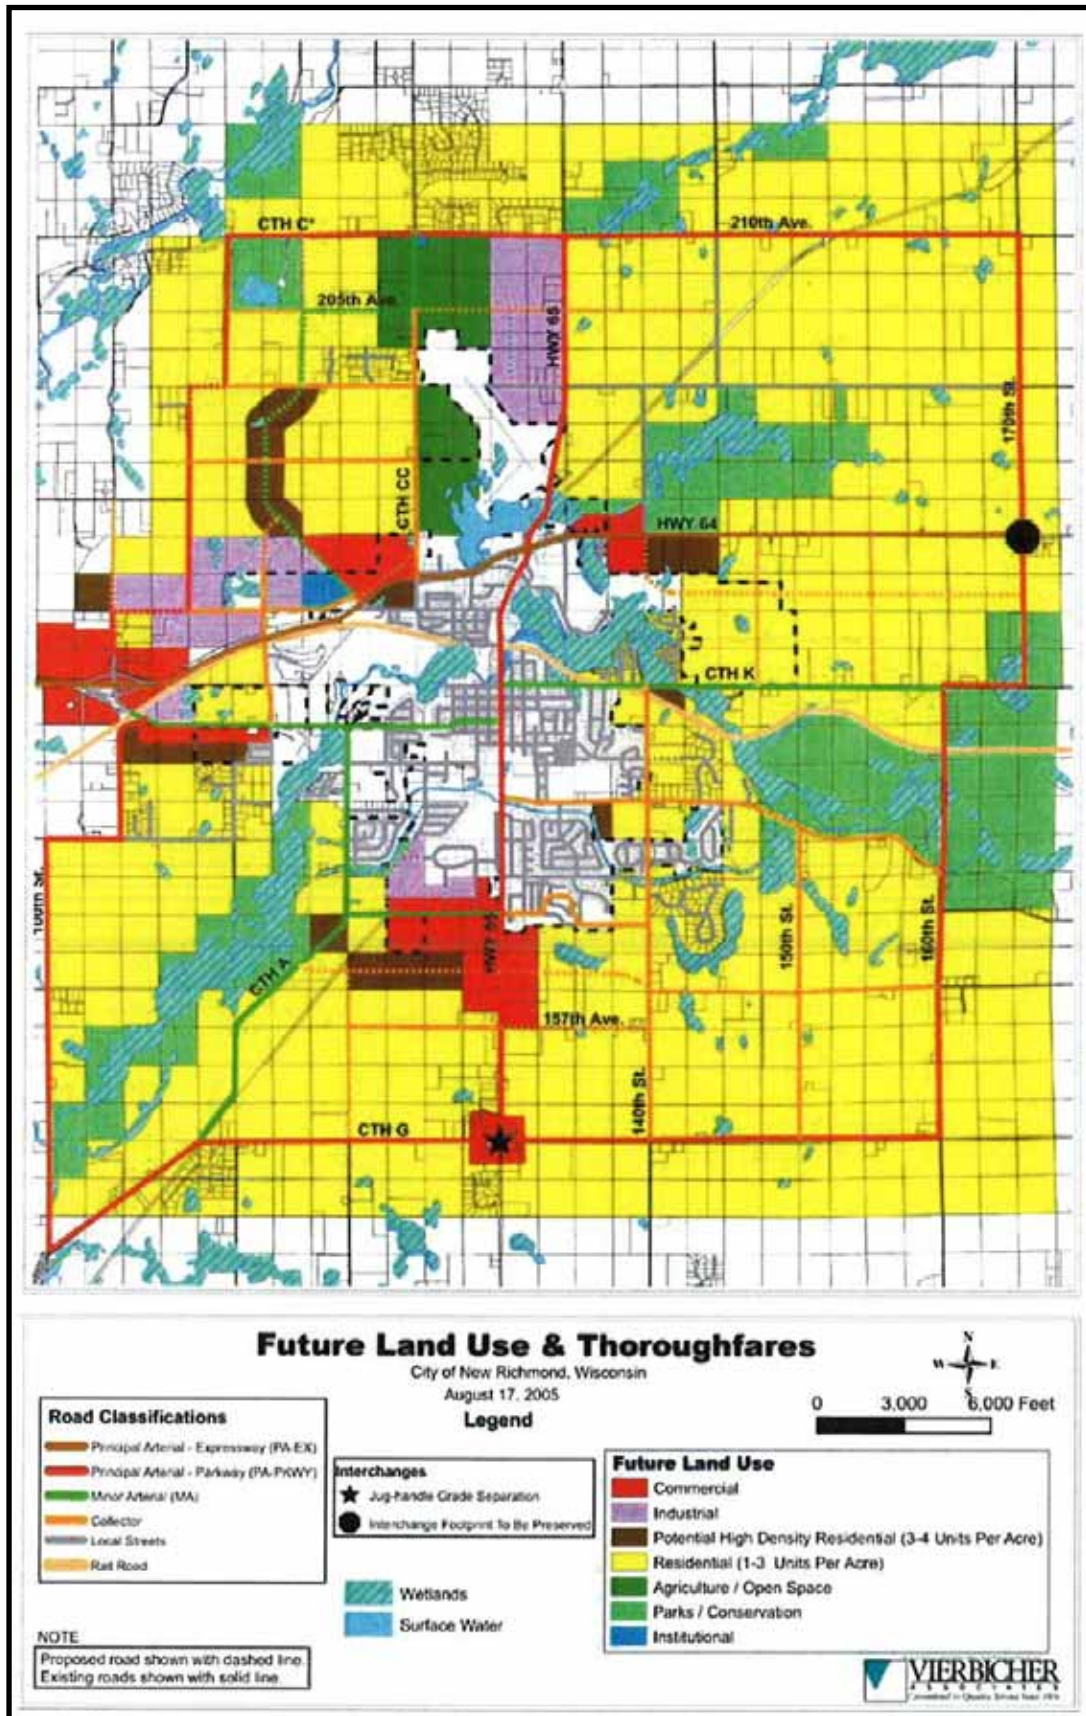 CTH C*
210th Ave.
205th Ave.
HWY 65
170th St.
CTH CC
HWY 64
CTH K
100th St.
HWY 65
150th St.
160th St.
CTH A
157th Ave.
140th St.
CTH G
Future Land Use & Thoroughfares
City of New Richmond, Wisconsin
August 17, 2005
Legend
N
W E
S
0 3,000 6,000 Feet
Road Classifications
Principal Arterial - Expressway (PA-EX)
Principal Arterial - Parkway (PA-PKWY)
Minor Arterial (MA)
Collector
Local Streets
Rail Road
Interchanges
Jug-handle Grade Separation
Interchange Footprint To Be Preserved
Wetlands
Surface Water
Future Land Use
Commercial
Industrial
Potential High Density Residential (3-4 Units Per Acre)
Residential (1-3 Units Per Acre)
Agriculture / Open Space
Parks / Conservation
Institutional
NOTE
Proposed road shown with dashed line.
Existing roads shown with solid line.
VIERBICHER
ASSOCIATES